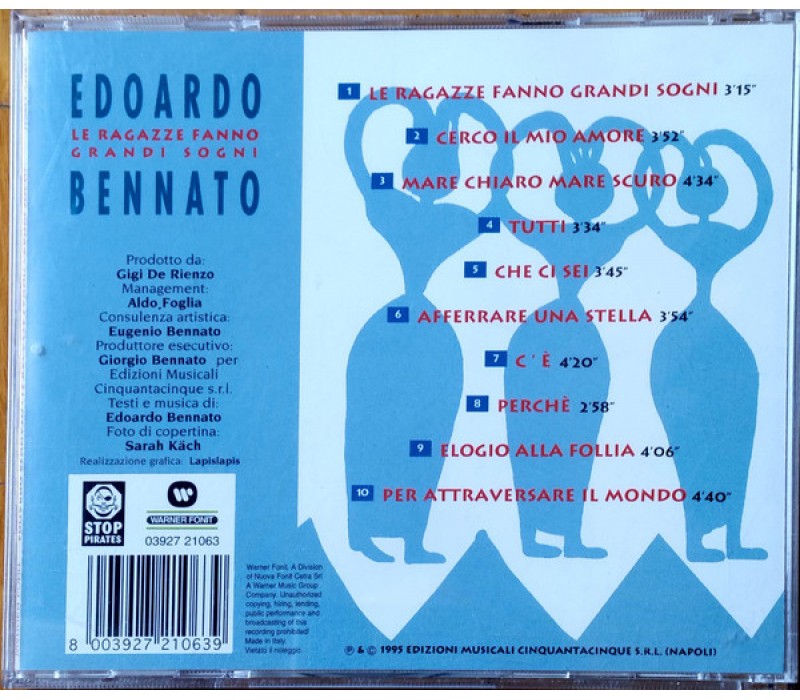 EDOARDO
LE RAGAZZE FANNO
GRANDI SOGNI
BENNATO
Prodotto da:
Gigi De Rienzo
Management:
Aldo Foglia
Consulenza artistica:
Eugenio Bennato
Produttore esecutivo:
Giorgio Bennato per
Edizioni Musicali
Cinquantacinque s.r.l.
Testi e musica di:
Edoardo Bennato
Foto di copertina:
Sarah Käch
Realizzazione grafica: Lapislapis
STOP
PIRATES
WARNER FONIT
03927 21063
8 003927 210639
1 LE RAGAZZE FANNO GRANDI SOGNI 3'15"
2 CERCO IL MIO AMORE 3'52"
3 MARE CHIARO MARE SCURO 4'34"
4 TUTTI 3'34"
5 CHE CI SEI 3'45"
6 AFFERRARE UNA STELLA 3'54"
7 C'È 4'20"
8 PERCHÈ 2'58"
9 ELOGIO ALLA FOLLIA 4'06"
10 PER ATTRAVERSARE IL MONDO 4'40"
Warner Fonit. A Division
of Nuova Fonit Cetra Srl
A Warner Music Group
Company. Unauthorized
copying, hiring, lending,
public performance and
broadcasting of this
recording prohibited!
Made in Italy.
Vietato il noleggio.
℗ & © 1995 EDIZIONI MUSICALI CINQUANTACINQUE S.R.L. (NAPOLI)